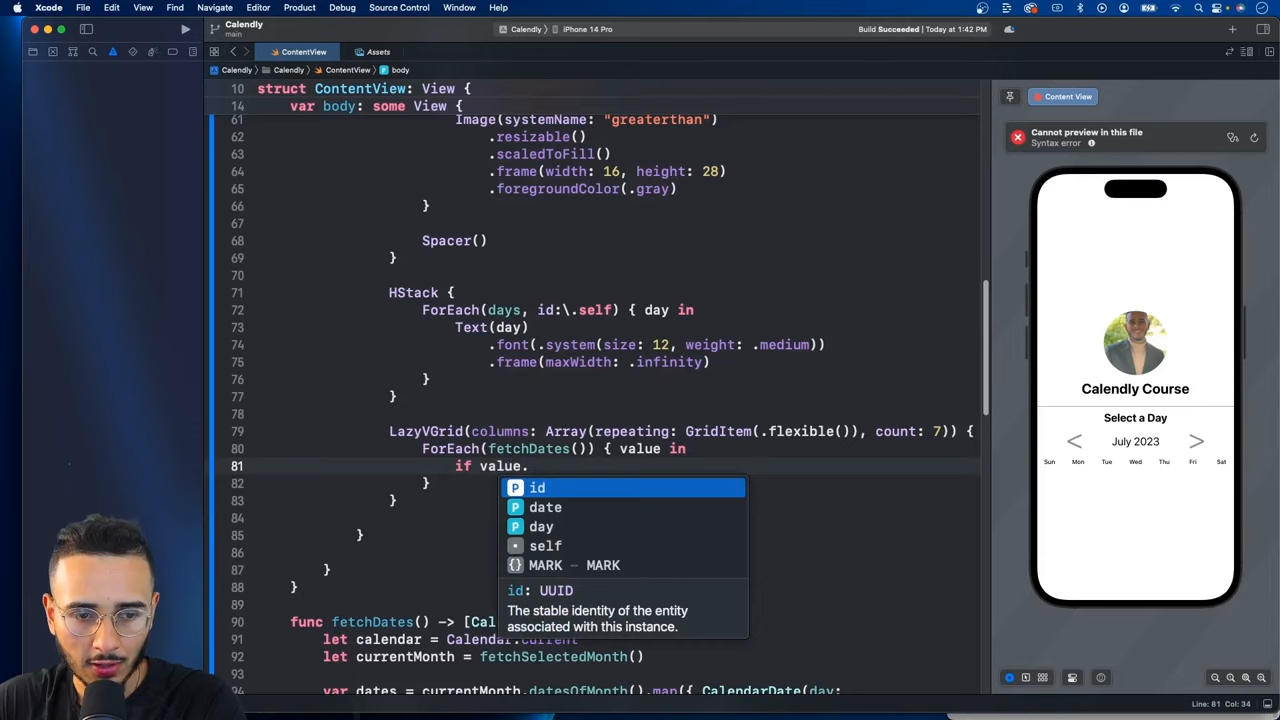 Xcode File Edit View Find Navigate Editor Product Debug Source Control Window Help
Calendly
main
Calendly
iPhone 14 Pro
Build Succeeded | Today at 1:42 PM
ContentView
Assets
Calendly
Calendly
ContentView
body
10 struct ContentView: View {
14 var body: some View {
61 Image(systemName: "greaterthan")
62 .resizable()
63 .scaledToFill()
64 .frame(width: 16, height: 28)
65 .foregroundColor(.gray)
66 }
67
68 Spacer()
69 }
70
71 HStack {
72 ForEach(days, id:\.self) { day in
73 Text(day)
74 .font(.system(size: 12, weight: .medium))
75 .frame(maxWidth: .infinity)
76 }
77 }
78
79 LazyVGrid(columns: Array(repeating: GridItem(.flexible()), count: 7)) {
80 ForEach(fetchDates()) { value in
81 if value.
82 }
83 }
84
85 }
86
87 }
88 }
89
90 func fetchDates() -> [Cal
91 let calendar = Calendar.current
92 let currentMonth = fetchSelectedMonth()
93
94 var dates = currentMonth.datesOfMonth().map({ CalendarDate(day:
P id
P date
P day
self
{} MARK – MARK
id: UUID
The stable identity of the entity
associated with this instance.
Content View
Cannot preview in this file
Syntax error
Calendly Course
Select a Day
July 2023
Sun Mon Tue Wed Thu Fri Sat
Line: 81 Col: 34